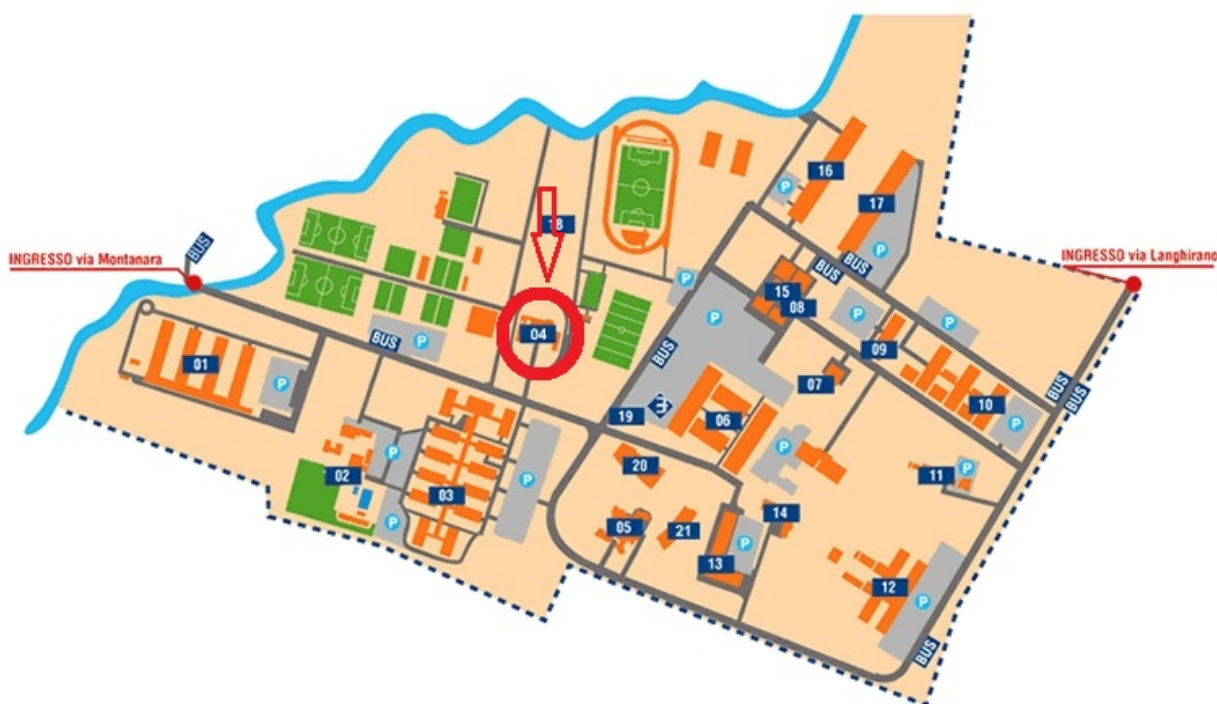 16
17
18
BUS
INGRESSO via Montanara
INGRESSO via Langhirano
P
P
BUS
BUS
15
08
P
P
P
P
04
09
BUS
P
BUS
01
P
07
10
BUS
BUS
19
m
06
P
20
P
11
P
02
03
P
05
21
14
P
13
P
12
P
BUS